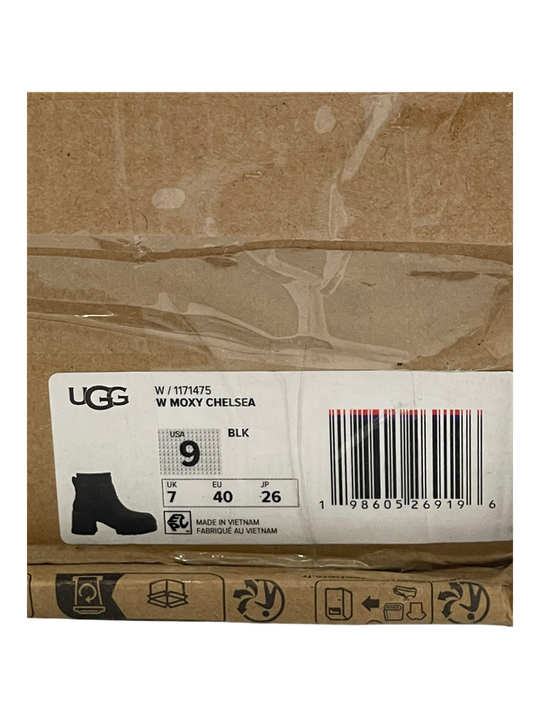 UGG
W / 1171475
W MOXY CHELSEA
USA
9
BLK
UK EU JP
7 40 26
MADE IN VIETNAM
FABRIQUÉ AU VIETNAM
1 98605 26919 6